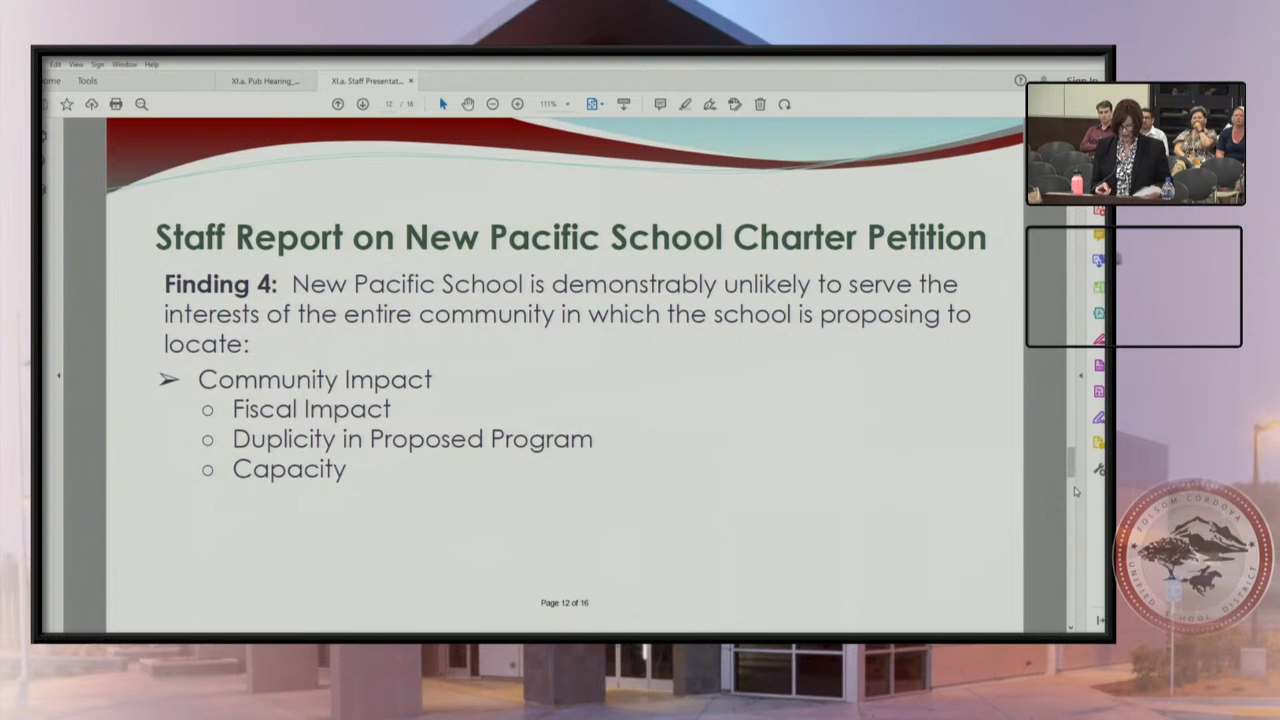 Edit View Sign Window Help
ome Tools XI.a. Pub Hearing_... XI.a. Staff Presentat... × Sign In
12 / 16 111%
Staff Report on New Pacific School Charter Petition
Finding 4: New Pacific School is demonstrably unlikely to serve the
interests of the entire community in which the school is proposing to
locate:
➢ Community Impact
○ Fiscal Impact
○ Duplicity in Proposed Program
○ Capacity
Page 12 of 16
FOLSOM CORDOVA
UNIFIED SCHOOL DISTRICT